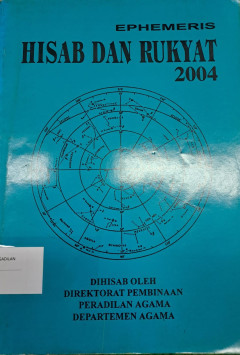 EPHEMERIS
HISAB DAN RUKYAT
2004
DIHISAB OLEH
DIREKTORAT PEMBINAAN
PERADILAN AGAMA
DEPARTEMEN AGAMA